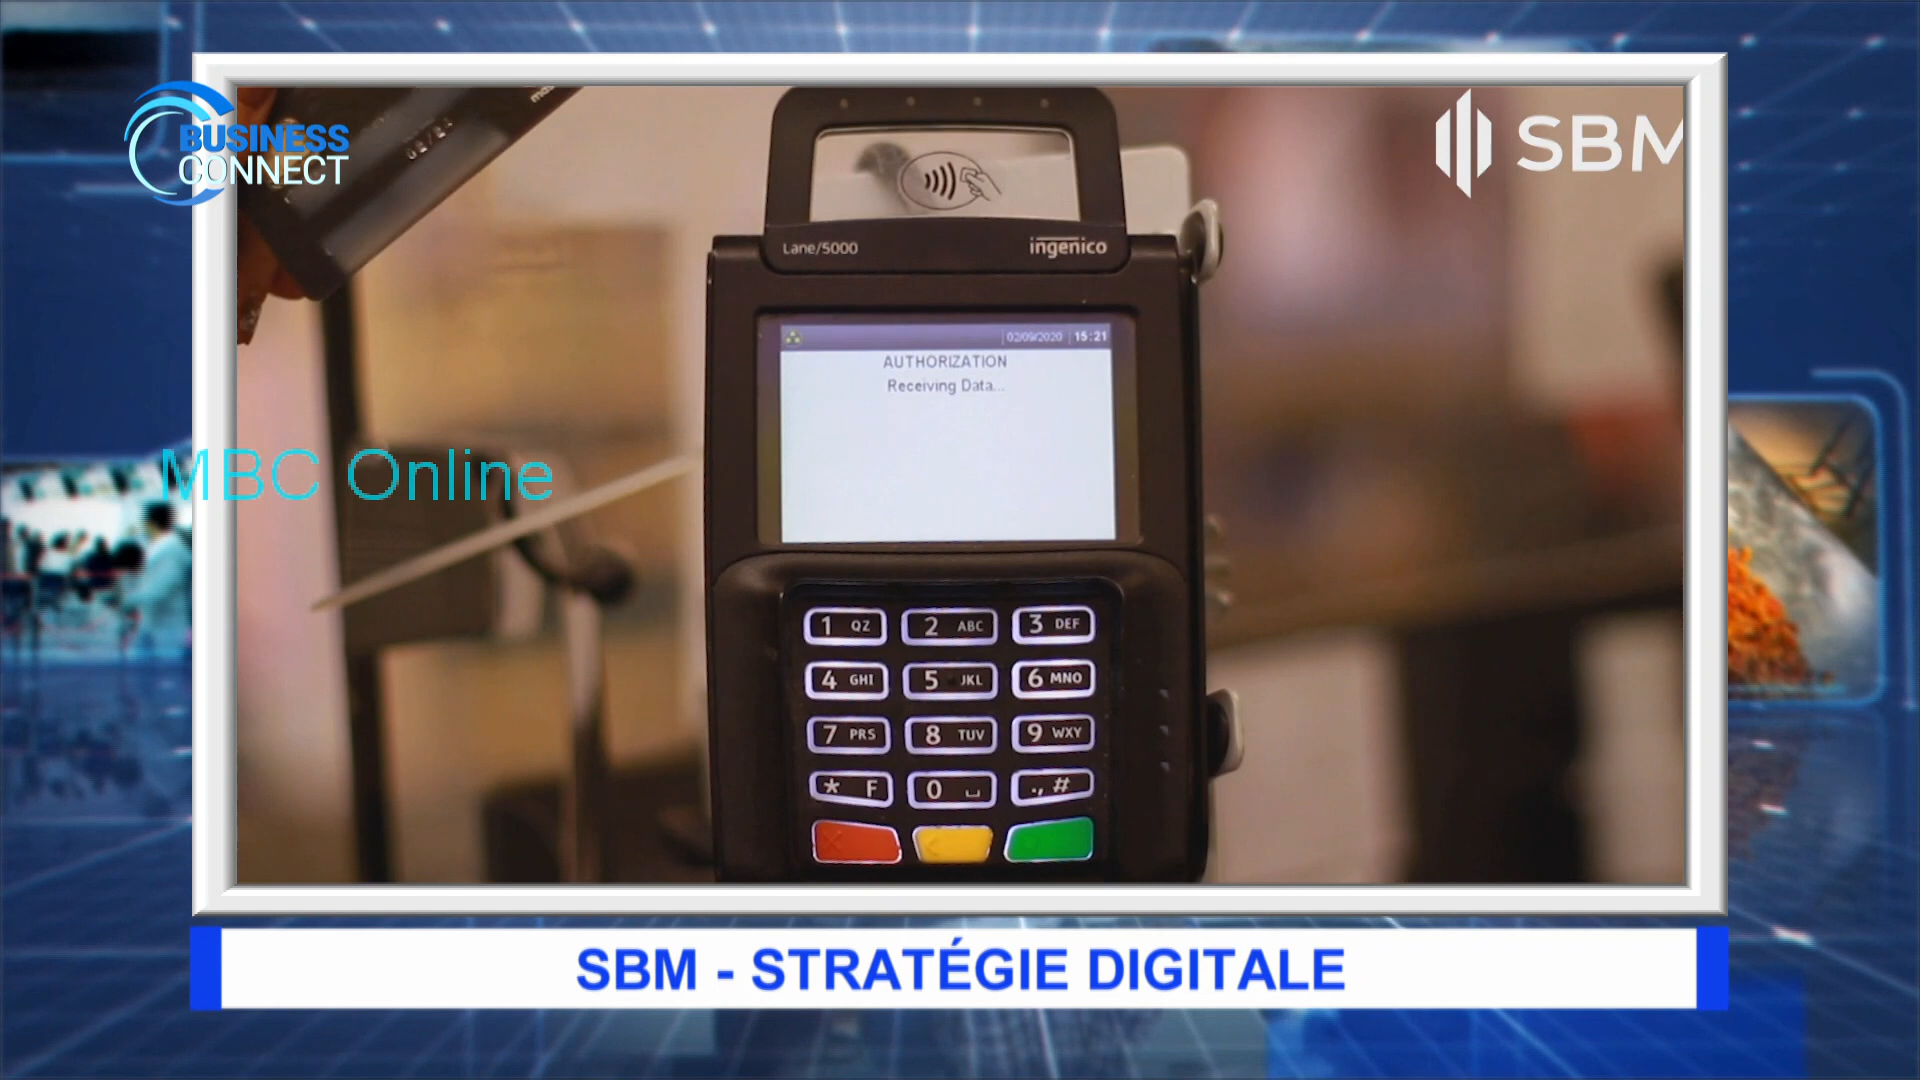 BUSINESS
CONNECT
SBM
Lane/5000
ingenico
02/09/2020 15:21
AUTHORIZATION
Receiving Data...
MBC Online
1 QZ 2 ABC 3 DEF
4 GHI 5 JKL 6 MNO
7 PRS 8 TUV 9 WXY
* F 0 ., #
SBM - STRATÉGIE DIGITALE